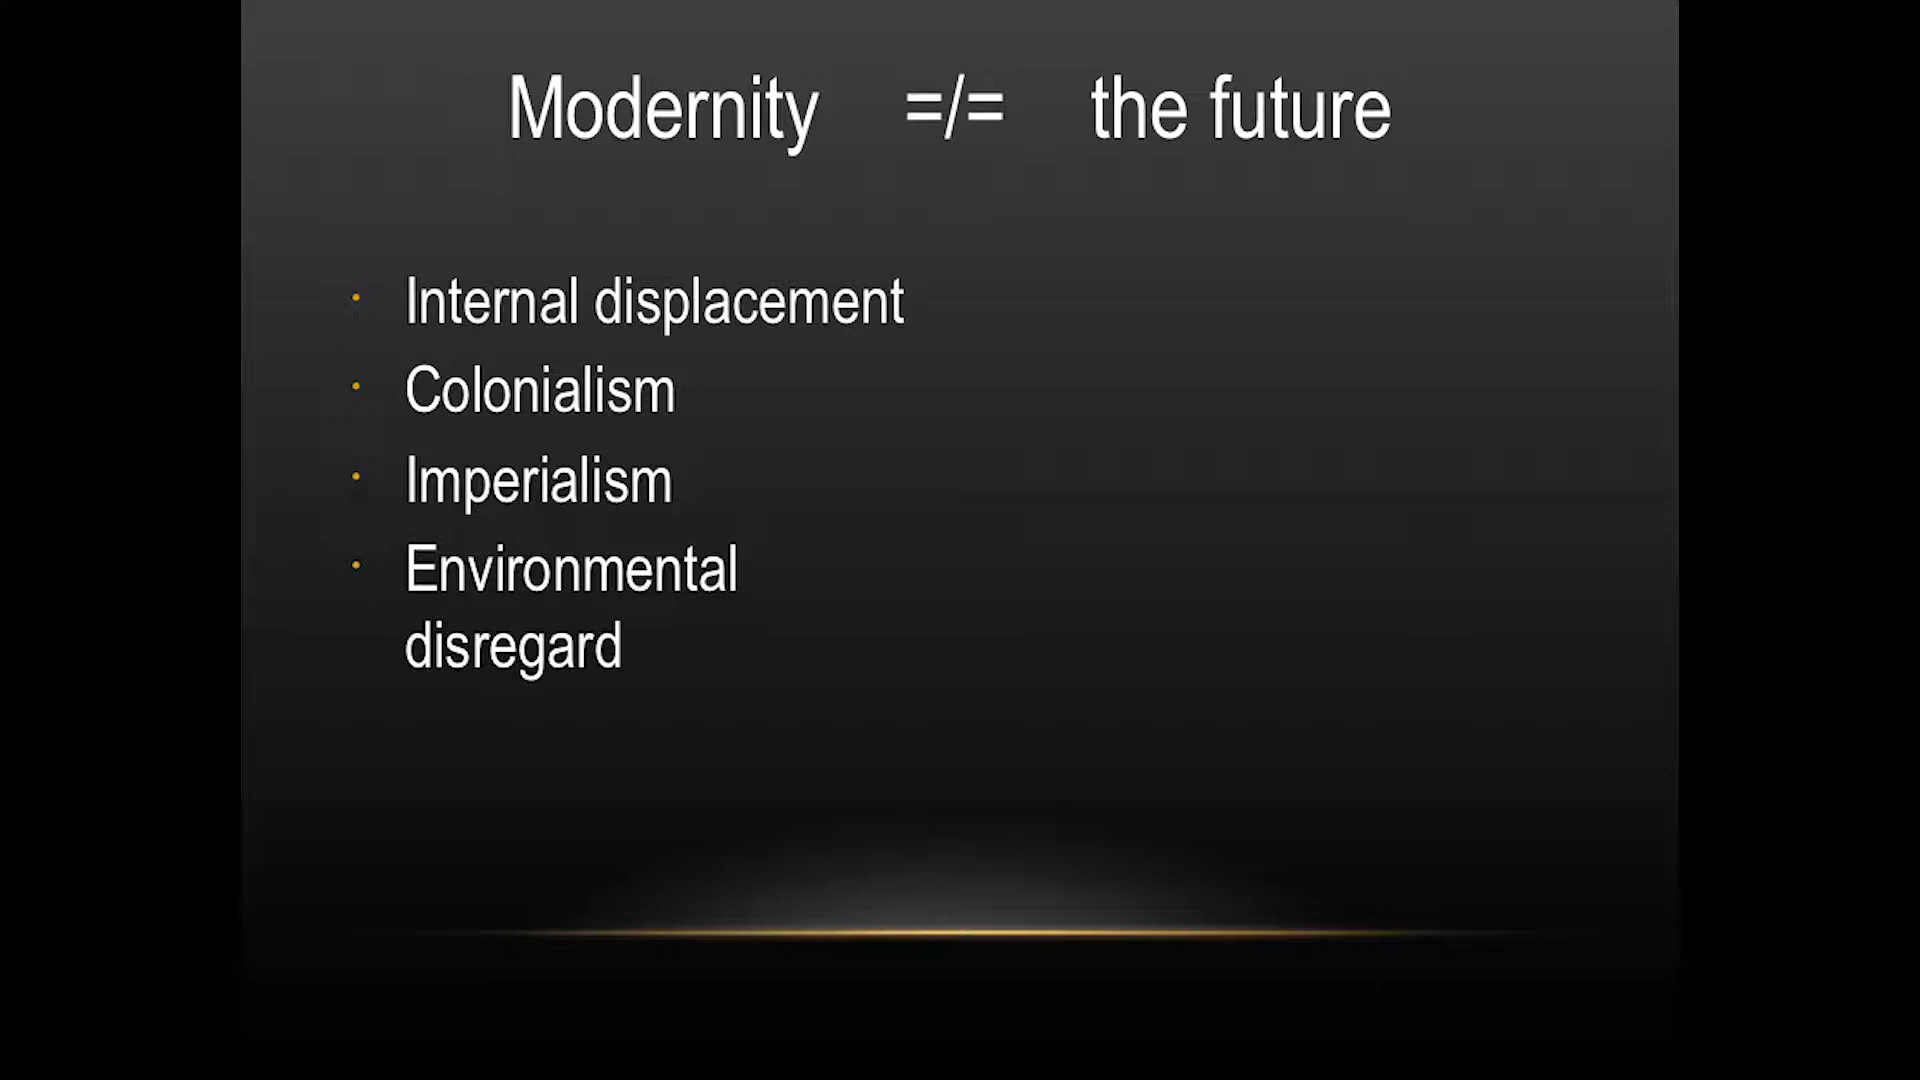 Modernity =/= the future
Internal displacement
Colonialism
Imperialism
Environmental
disregard